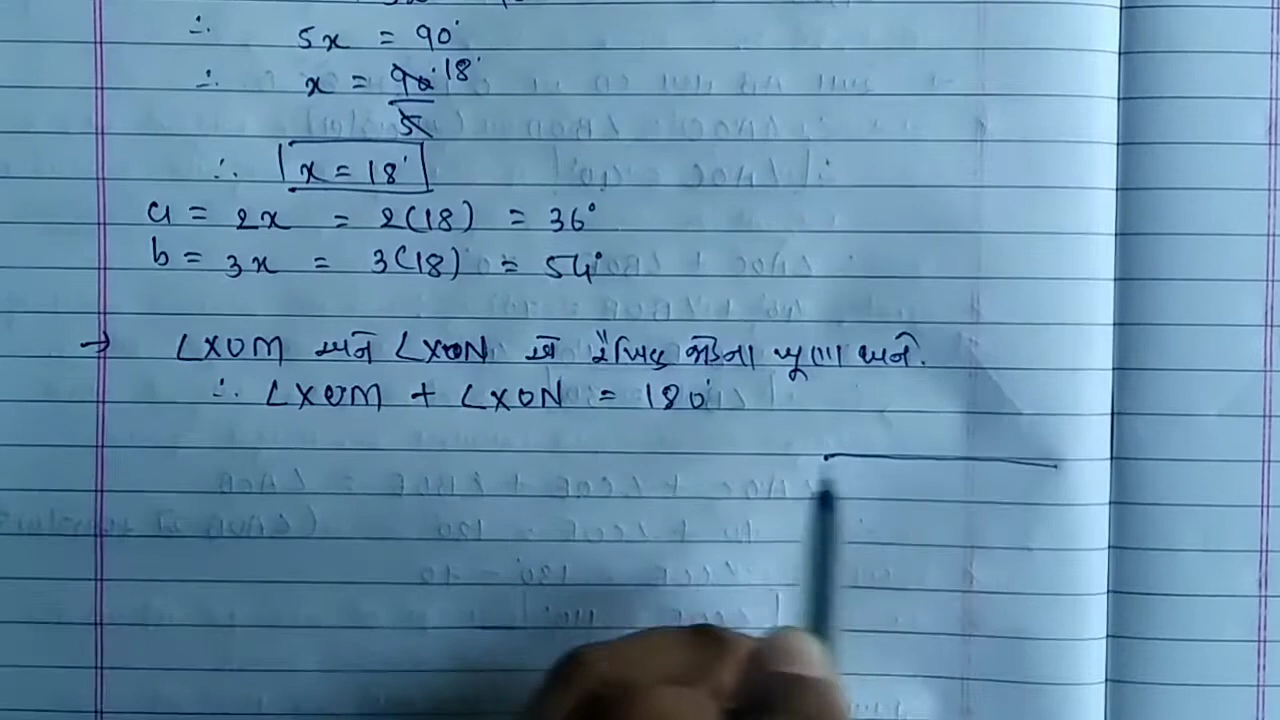 ∴ 5x = 90°
∴ x = 90° 18°
5
∴ x = 18°
a = 2x = 2(18) = 36°
b = 3x = 3(18) = 54°
→ ∠XOM અને ∠XON એ રૈખિક જોડના ખૂણા બને.
∴ ∠XOM + ∠XON = 180°